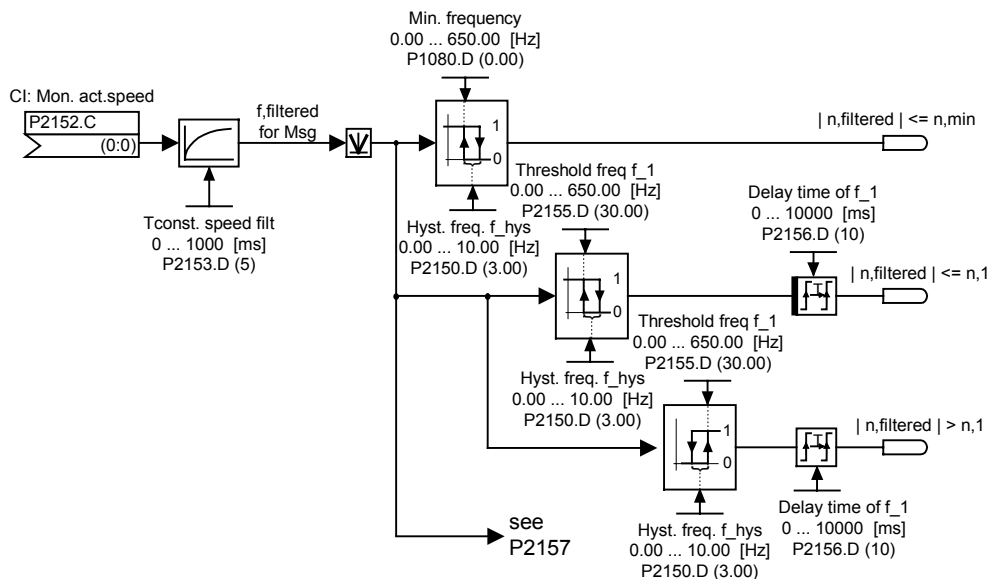 Min. frequency
0.00 ... 650.00 [Hz]
P1080.D (0.00)
CI: Mon. act.speed
P2152.C
(0:0)
f,filtered
for Msg
1
0
| n,filtered | <= n,min
Tconst. speed filt
0 ... 1000 [ms]
P2153.D (5)
Threshold freq f_1
0.00 ... 650.00 [Hz]
P2155.D (30.00)
Hyst. freq. f_hys
0.00 ... 10.00 [Hz]
P2150.D (3.00)
Delay time of f_1
0 ... 10000 [ms]
P2156.D (10)
1
0
T
| n,filtered | <= n,1
Threshold freq f_1
0.00 ... 650.00 [Hz]
P2155.D (30.00)
Hyst. freq. f_hys
0.00 ... 10.00 [Hz]
P2150.D (3.00)
1
0
T
| n,filtered | > n,1
Hyst. freq. f_hys
0.00 ... 10.00 [Hz]
P2150.D (3.00)
Delay time of f_1
0 ... 10000 [ms]
P2156.D (10)
see
P2157